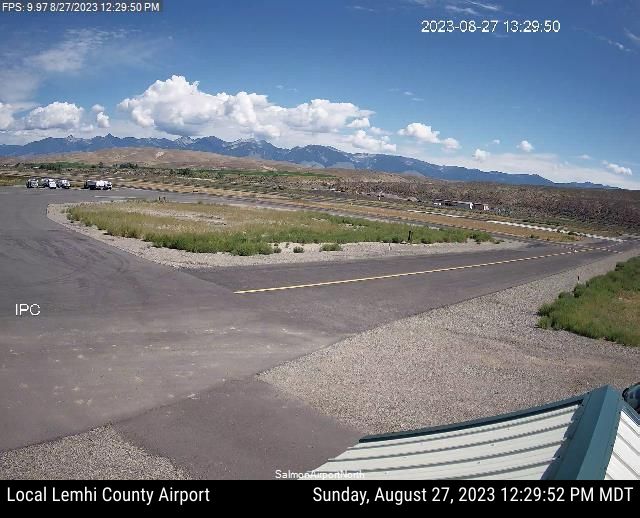 FPS: 9.97 8/27/2023 12:29:50 PM
2023-08-27 13:29:50
IPC
SalmonAirportNorth
Local Lemhi County Airport
Sunday, August 27, 2023 12:29:52 PM MDT